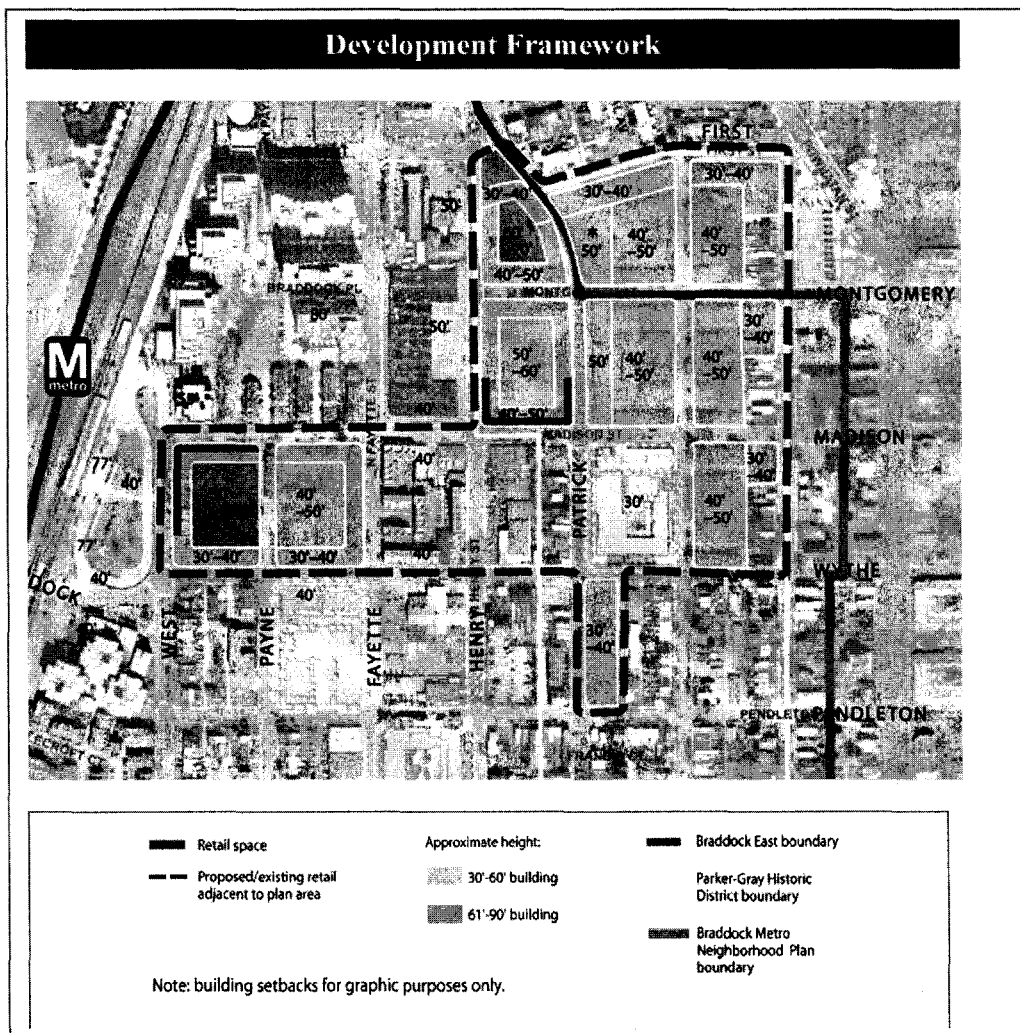 Development Framework
FIRST
30'-40'
30'-40'
30'-40'
50'
*
50'
40'
-50'
40'
-50'
40'-50'
BRADDOCK PL
MONTGOMERY
80'
50'
30'
-40'
M
metro
50'
-60'
50'
40'
-50'
40'
-50'
40'
40'-50'
MADISON ST
MADISON
N FAYETTE ST
77'
40'
40'
30'
-40'
40'
-50'
PATRICK
30'
40'
-50'
77'
40'
30'-40'
30'-40'
40'
WYTHE
DOCK
40'
WEST
PAYNE
FAYETTE
HENRY
30'
-40'
PENDLETON
Retail space
Proposed/existing retail
adjacent to plan area
Approximate height:
30'-60' building
61'-90' building
Braddock East boundary
Parker-Gray Historic
District boundary
Braddock Metro
Neighborhood Plan
boundary
Note: building setbacks for graphic purposes only.